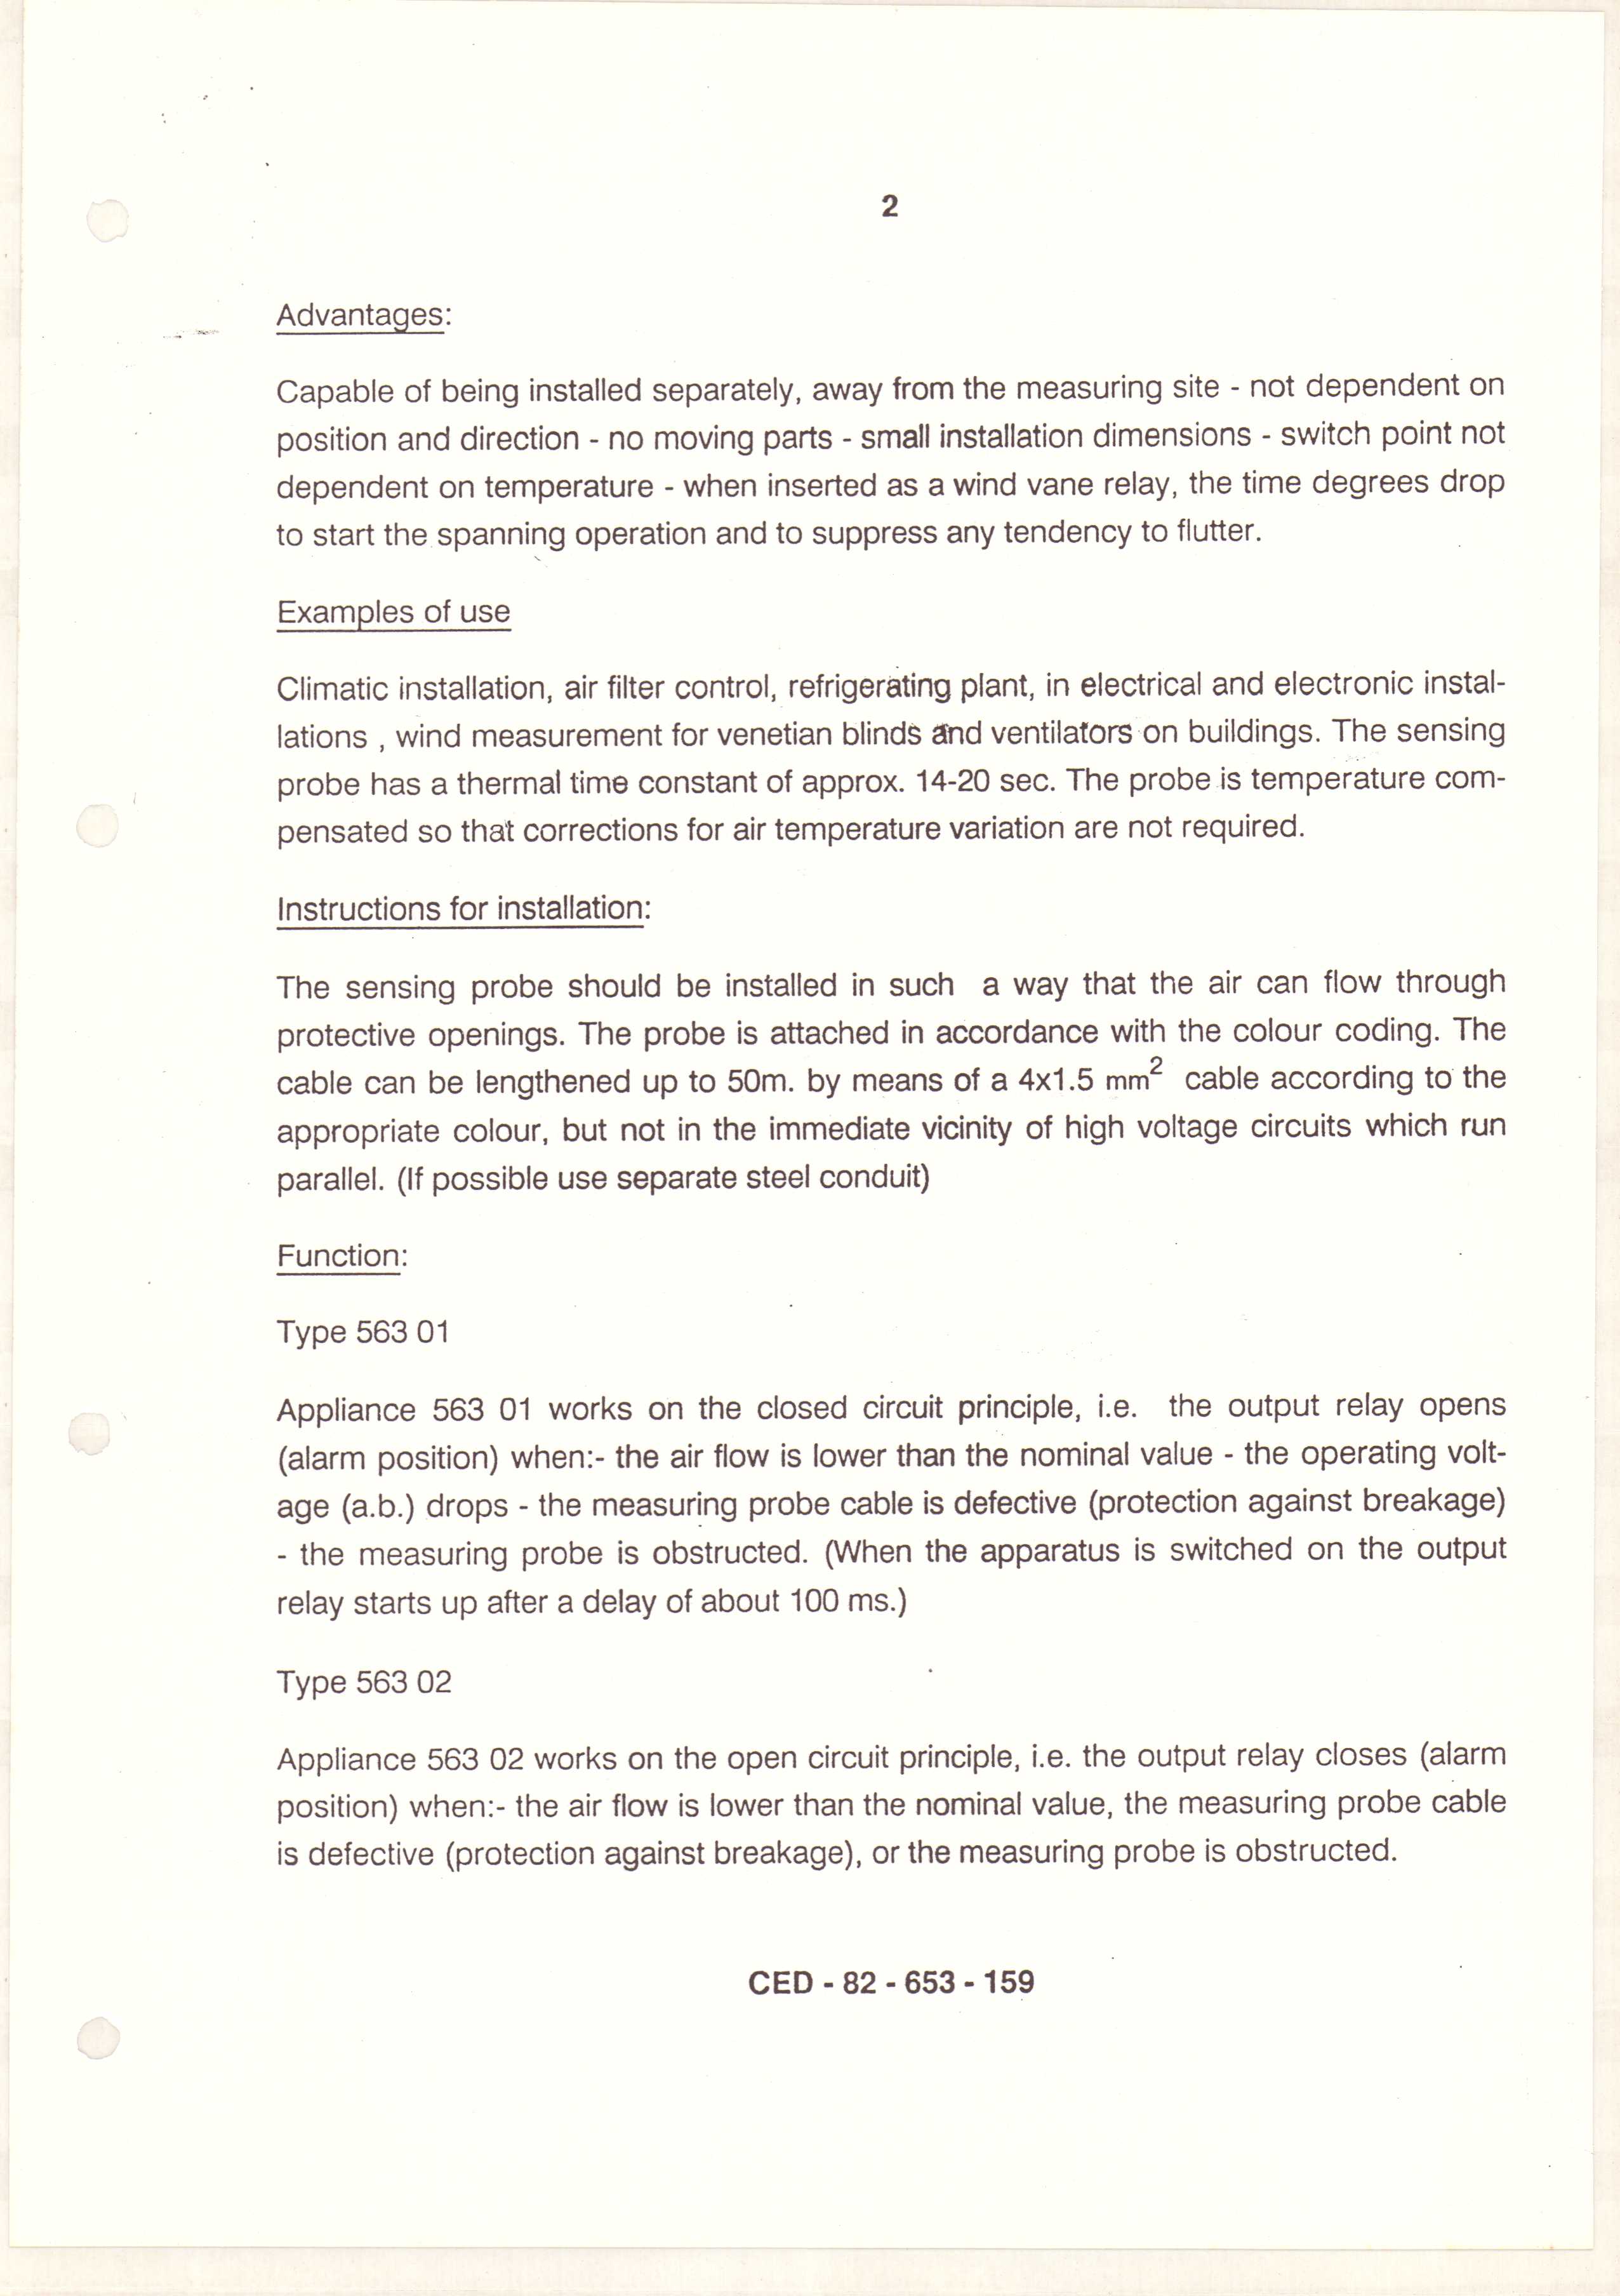 2
Advantages:
Capable of being installed separately, away from the measuring site - not dependent on
position and direction - no moving parts - small installation dimensions - switch point not
dependent on temperature - when inserted as a wind vane relay, the time degrees drop
to start the spanning operation and to suppress any tendency to flutter.
Examples of use
Climatic installation, air filter control, refrigerating plant, in electrical and electronic instal-
lations , wind measurement for venetian blinds and ventilators on buildings. The sensing
probe has a thermal time constant of approx. 14-20 sec. The probe is temperature com-
pensated so that corrections for air temperature variation are not required.
Instructions for installation:
The sensing probe should be installed in such a way that the air can flow through
protective openings. The probe is attached in accordance with the colour coding. The
cable can be lengthened up to 50m. by means of a 4x1.5 mm² cable according to the
appropriate colour, but not in the immediate vicinity of high voltage circuits which run
parallel. (If possible use separate steel conduit)
Function:
Type 563 01
Appliance 563 01 works on the closed circuit principle, i.e. the output relay opens
(alarm position) when:- the air flow is lower than the nominal value - the operating volt-
age (a.b.) drops - the measuring probe cable is defective (protection against breakage)
- the measuring probe is obstructed. (When the apparatus is switched on the output
relay starts up after a delay of about 100 ms.)
Type 563 02
Appliance 563 02 works on the open circuit principle, i.e. the output relay closes (alarm
position) when:- the air flow is lower than the nominal value, the measuring probe cable
is defective (protection against breakage), or the measuring probe is obstructed.
CED - 82 - 653 - 159